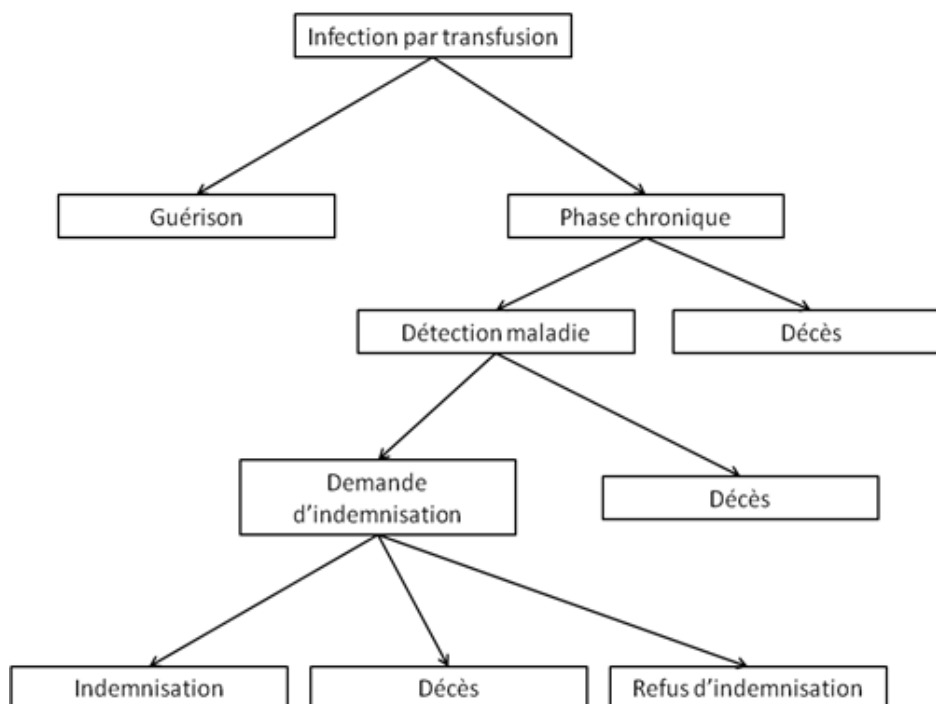 Infection par transfusion
Guérison
Phase chronique
Détection maladie
Décès
Demande
d'indemnisation
Décès
Indemnisation
Décès
Refus d'indemnisation